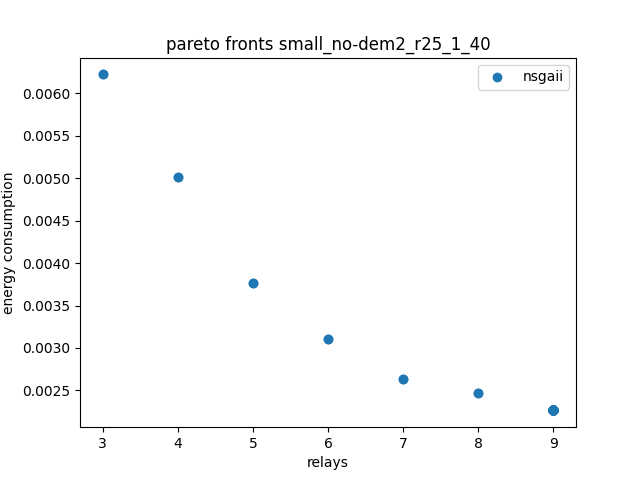 pareto fronts small_no-dem2_r25_1_40
nsgaii
0.0060
0.0055
0.0050
0.0045
0.0040
0.0035
0.0030
0.0025
energy consumption
3 4 5 6 7 8 9
relays